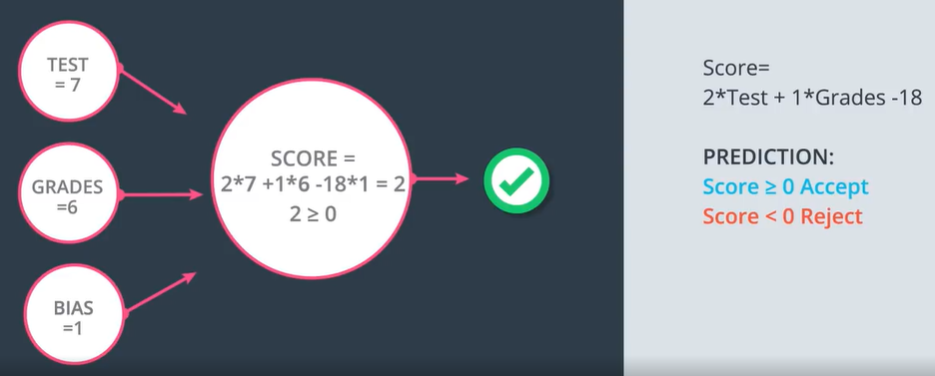 TEST
= 7
GRADES
=6
BIAS
=1
SCORE =
2*7 +1*6 -18*1 = 2
2 ≥ 0
Score=
2*Test + 1*Grades -18
PREDICTION:
Score ≥ 0 Accept
Score < 0 Reject